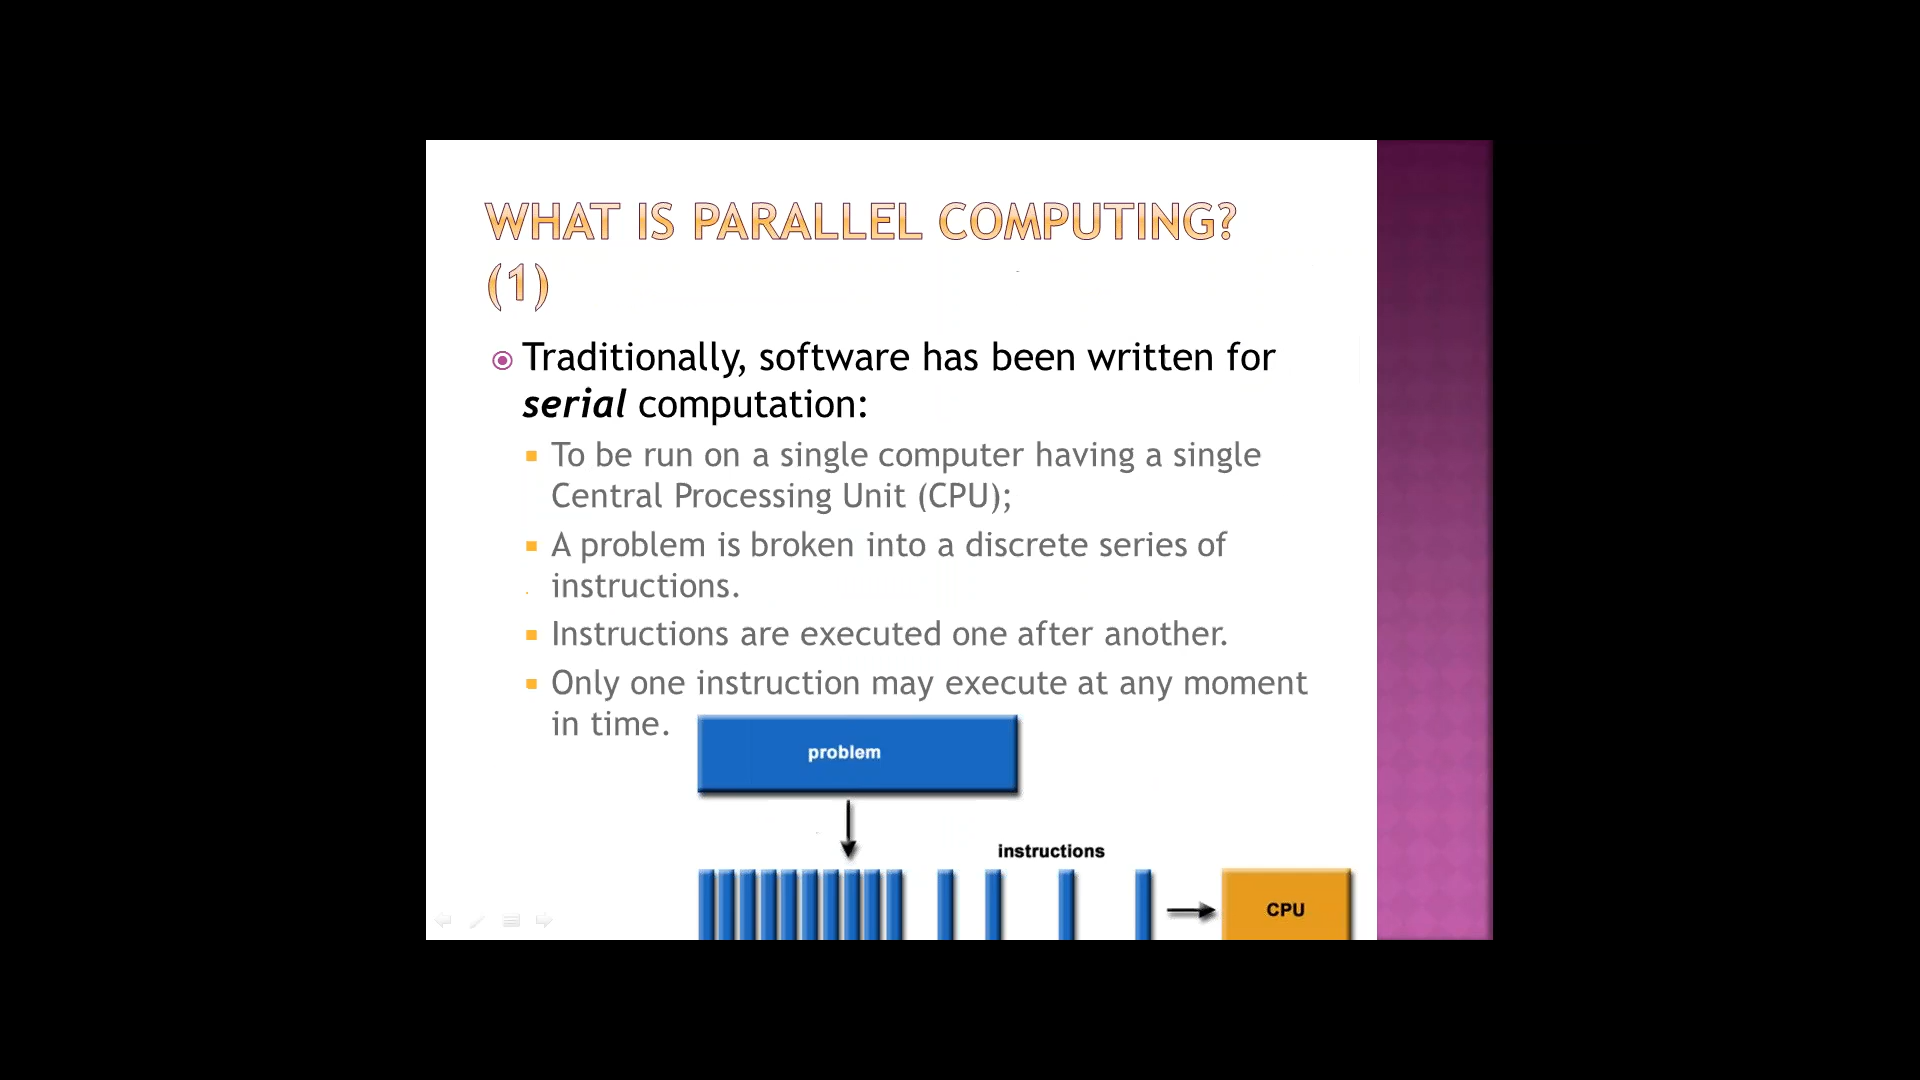 WHAT IS PARALLEL COMPUTING?
(1)
Traditionally, software has been written for
serial computation:
To be run on a single computer having a single
Central Processing Unit (CPU);
A problem is broken into a discrete series of
instructions.
Instructions are executed one after another.
Only one instruction may execute at any moment
in time.
problem
instructions
CPU